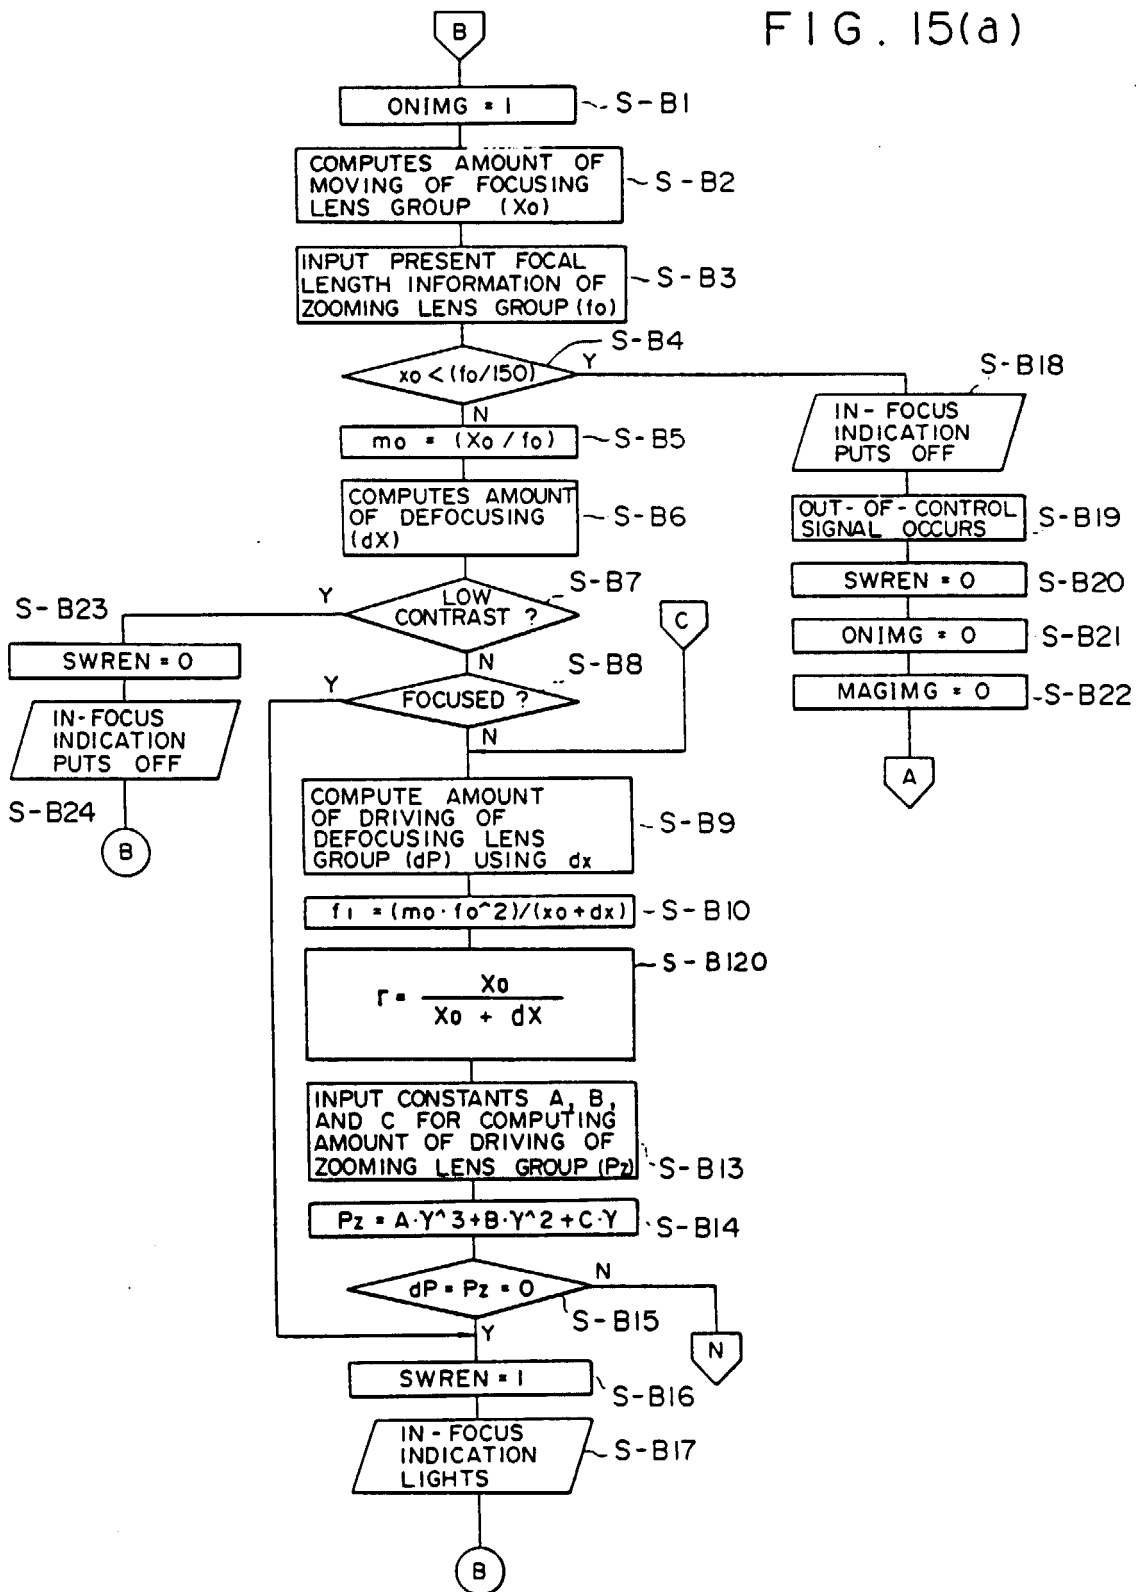 FIG. 15(a)
B
ONIMG = 1
S-B1
COMPUTES AMOUNT OF
MOVING OF FOCUSING
LENS GROUP (Xo)
S-B2
INPUT PRESENT FOCAL
LENGTH INFORMATION OF
ZOOMING LENS GROUP (fo)
S-B3
S-B4
xo < (fo/150)
Y
N
mo = (Xo / fo)
S-B5
COMPUTES AMOUNT
OF DEFOCUSING
(dX)
S-B6
S-B7
LOW
CONTRAST ?
Y
N
S-B23
SWREN = 0
IN-FOCUS
INDICATION
PUTS OFF
S-B24
B
S-B8
FOCUSED ?
Y
N
C
S-B18
IN-FOCUS
INDICATION
PUTS OFF
OUT-OF-CONTROL
SIGNAL OCCURS
S-B19
SWREN = 0
S-B20
ONIMG = 0
S-B21
MAGIMG = 0
S-B22
A
COMPUTE AMOUNT
OF DRIVING OF
DEFOCUSING LENS
GROUP (dP) USING dx
S-B9
f1 = (mo·fo^2)/(xo+dx)
S-B10
S-B120
r = Xo / Xo + dX
INPUT CONSTANTS A, B,
AND C FOR COMPUTING
AMOUNT OF DRIVING OF
ZOOMING LENS GROUP (Pz)
S-B13
Pz = A·Y^3+B·Y^2+C·Y
S-B14
dP = Pz = 0
N
S-B15
Y
N
SWREN = 1
S-B16
IN-FOCUS
INDICATION
LIGHTS
S-B17
B